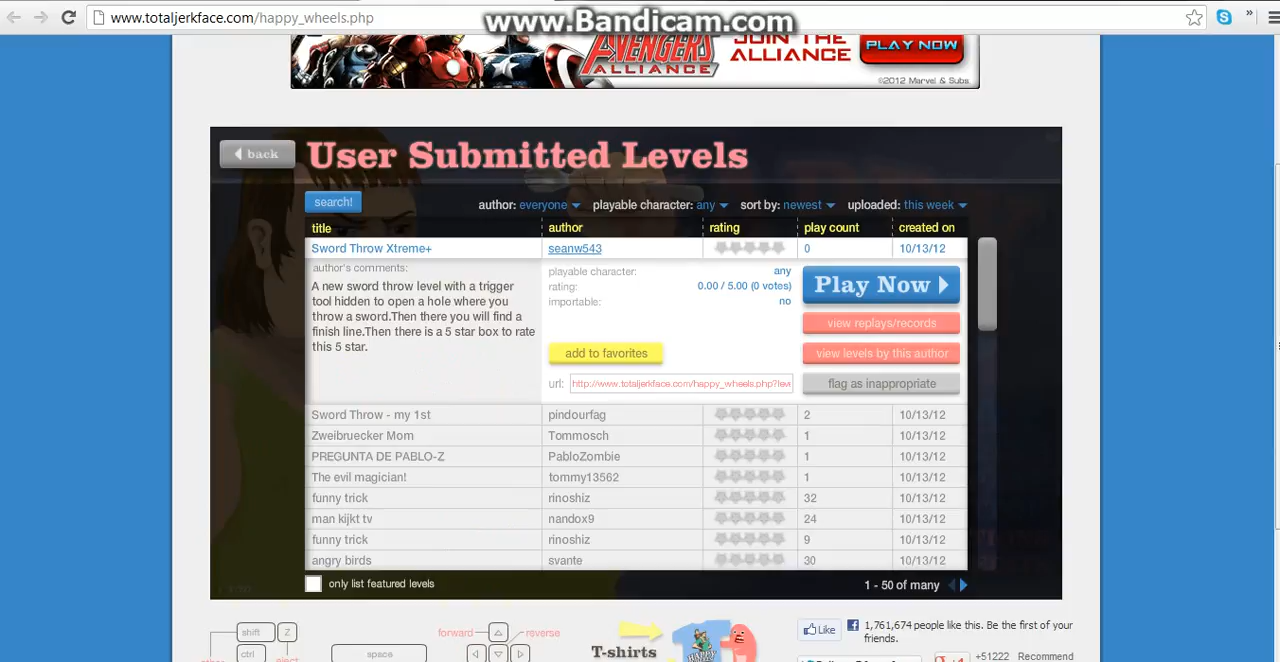 www.totaljerkface.com/happy_wheels.php
www.Bandicam.com
AVENGERS
ALLIANCE
JOIN THE
ALLIANCE
PLAY NOW
©2012 Marvel & Subs
back
User Submitted Levels
search!
author: everyone playable character: any sort by: newest uploaded: this week
title author rating play count created on
Sword Throw Xtreme+ seanw543 0 10/13/12
author's comments:
A new sword throw level with a trigger
tool hidden to open a hole where you
throw a sword.Then there you will find a
finish line.Then there is a 5 star box to rate
this 5 star.
playable character: any
rating: 0.00 / 5.00 (0 votes)
importable: no
add to favorites
url: http://www.totaljerkface.com/happy_wheels.php?lev
Play Now
view replays/records
view levels by this author
flag as inappropriate
Sword Throw - my 1st pindourfag 2 10/13/12
Zweibruecker Mom Tommosch 1 10/13/12
PREGUNTA DE PABLO-Z PabloZombie 1 10/13/12
The evil magician! tommy13562 1 10/13/12
funny trick rinoshiz 32 10/13/12
man kijkt tv nandox9 24 10/13/12
funny trick rinoshiz 9 10/13/12
angry birds svante 30 10/13/12
only list featured levels
1 - 50 of many
shift Z
ctrl eject
space
forward reverse
T-shirts
Like
1,761,674 people like this. Be the first of your
friends.
+51222 Recommend